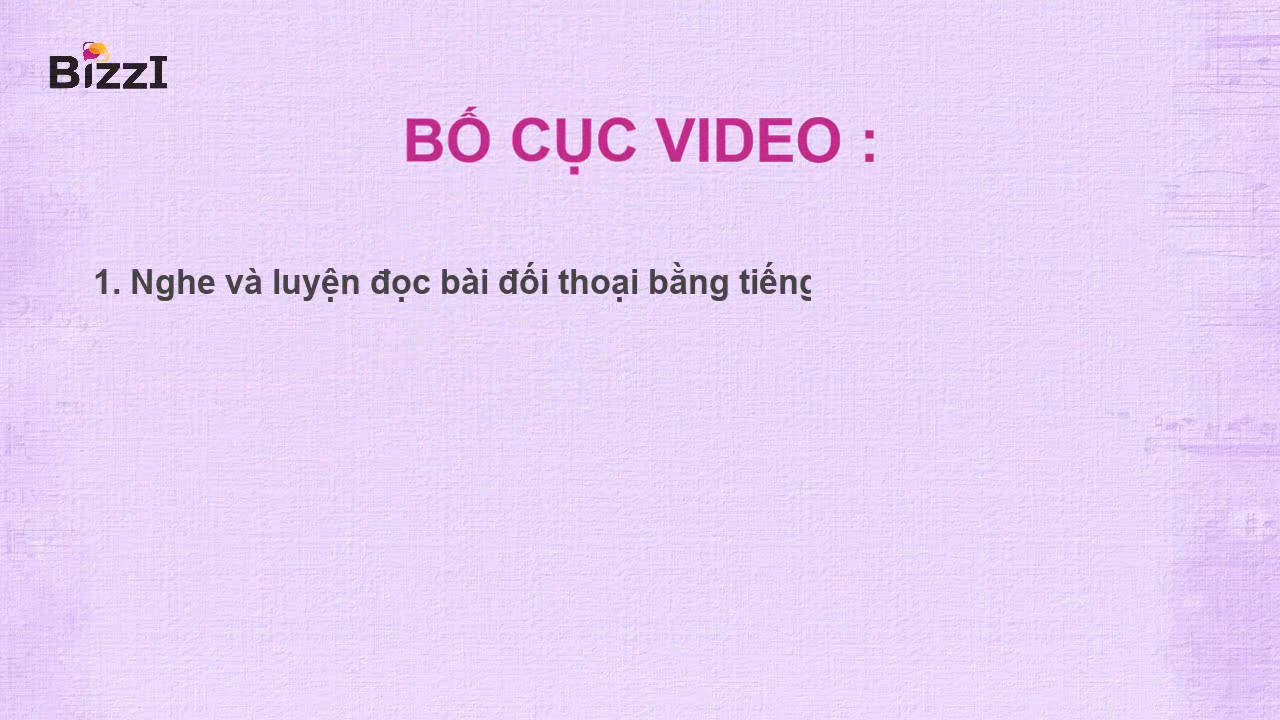 BizzI
BỐ CỤC VIDEO :
1. Nghe và luyện đọc bài đối thoại bằng tiếng